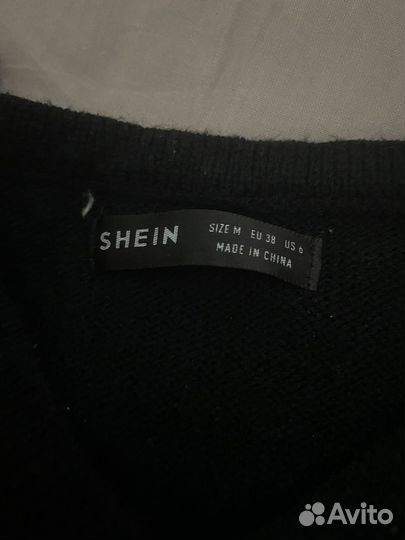 SHEIN
SIZE M EU 38 US 6
MADE IN CHINA
Avito